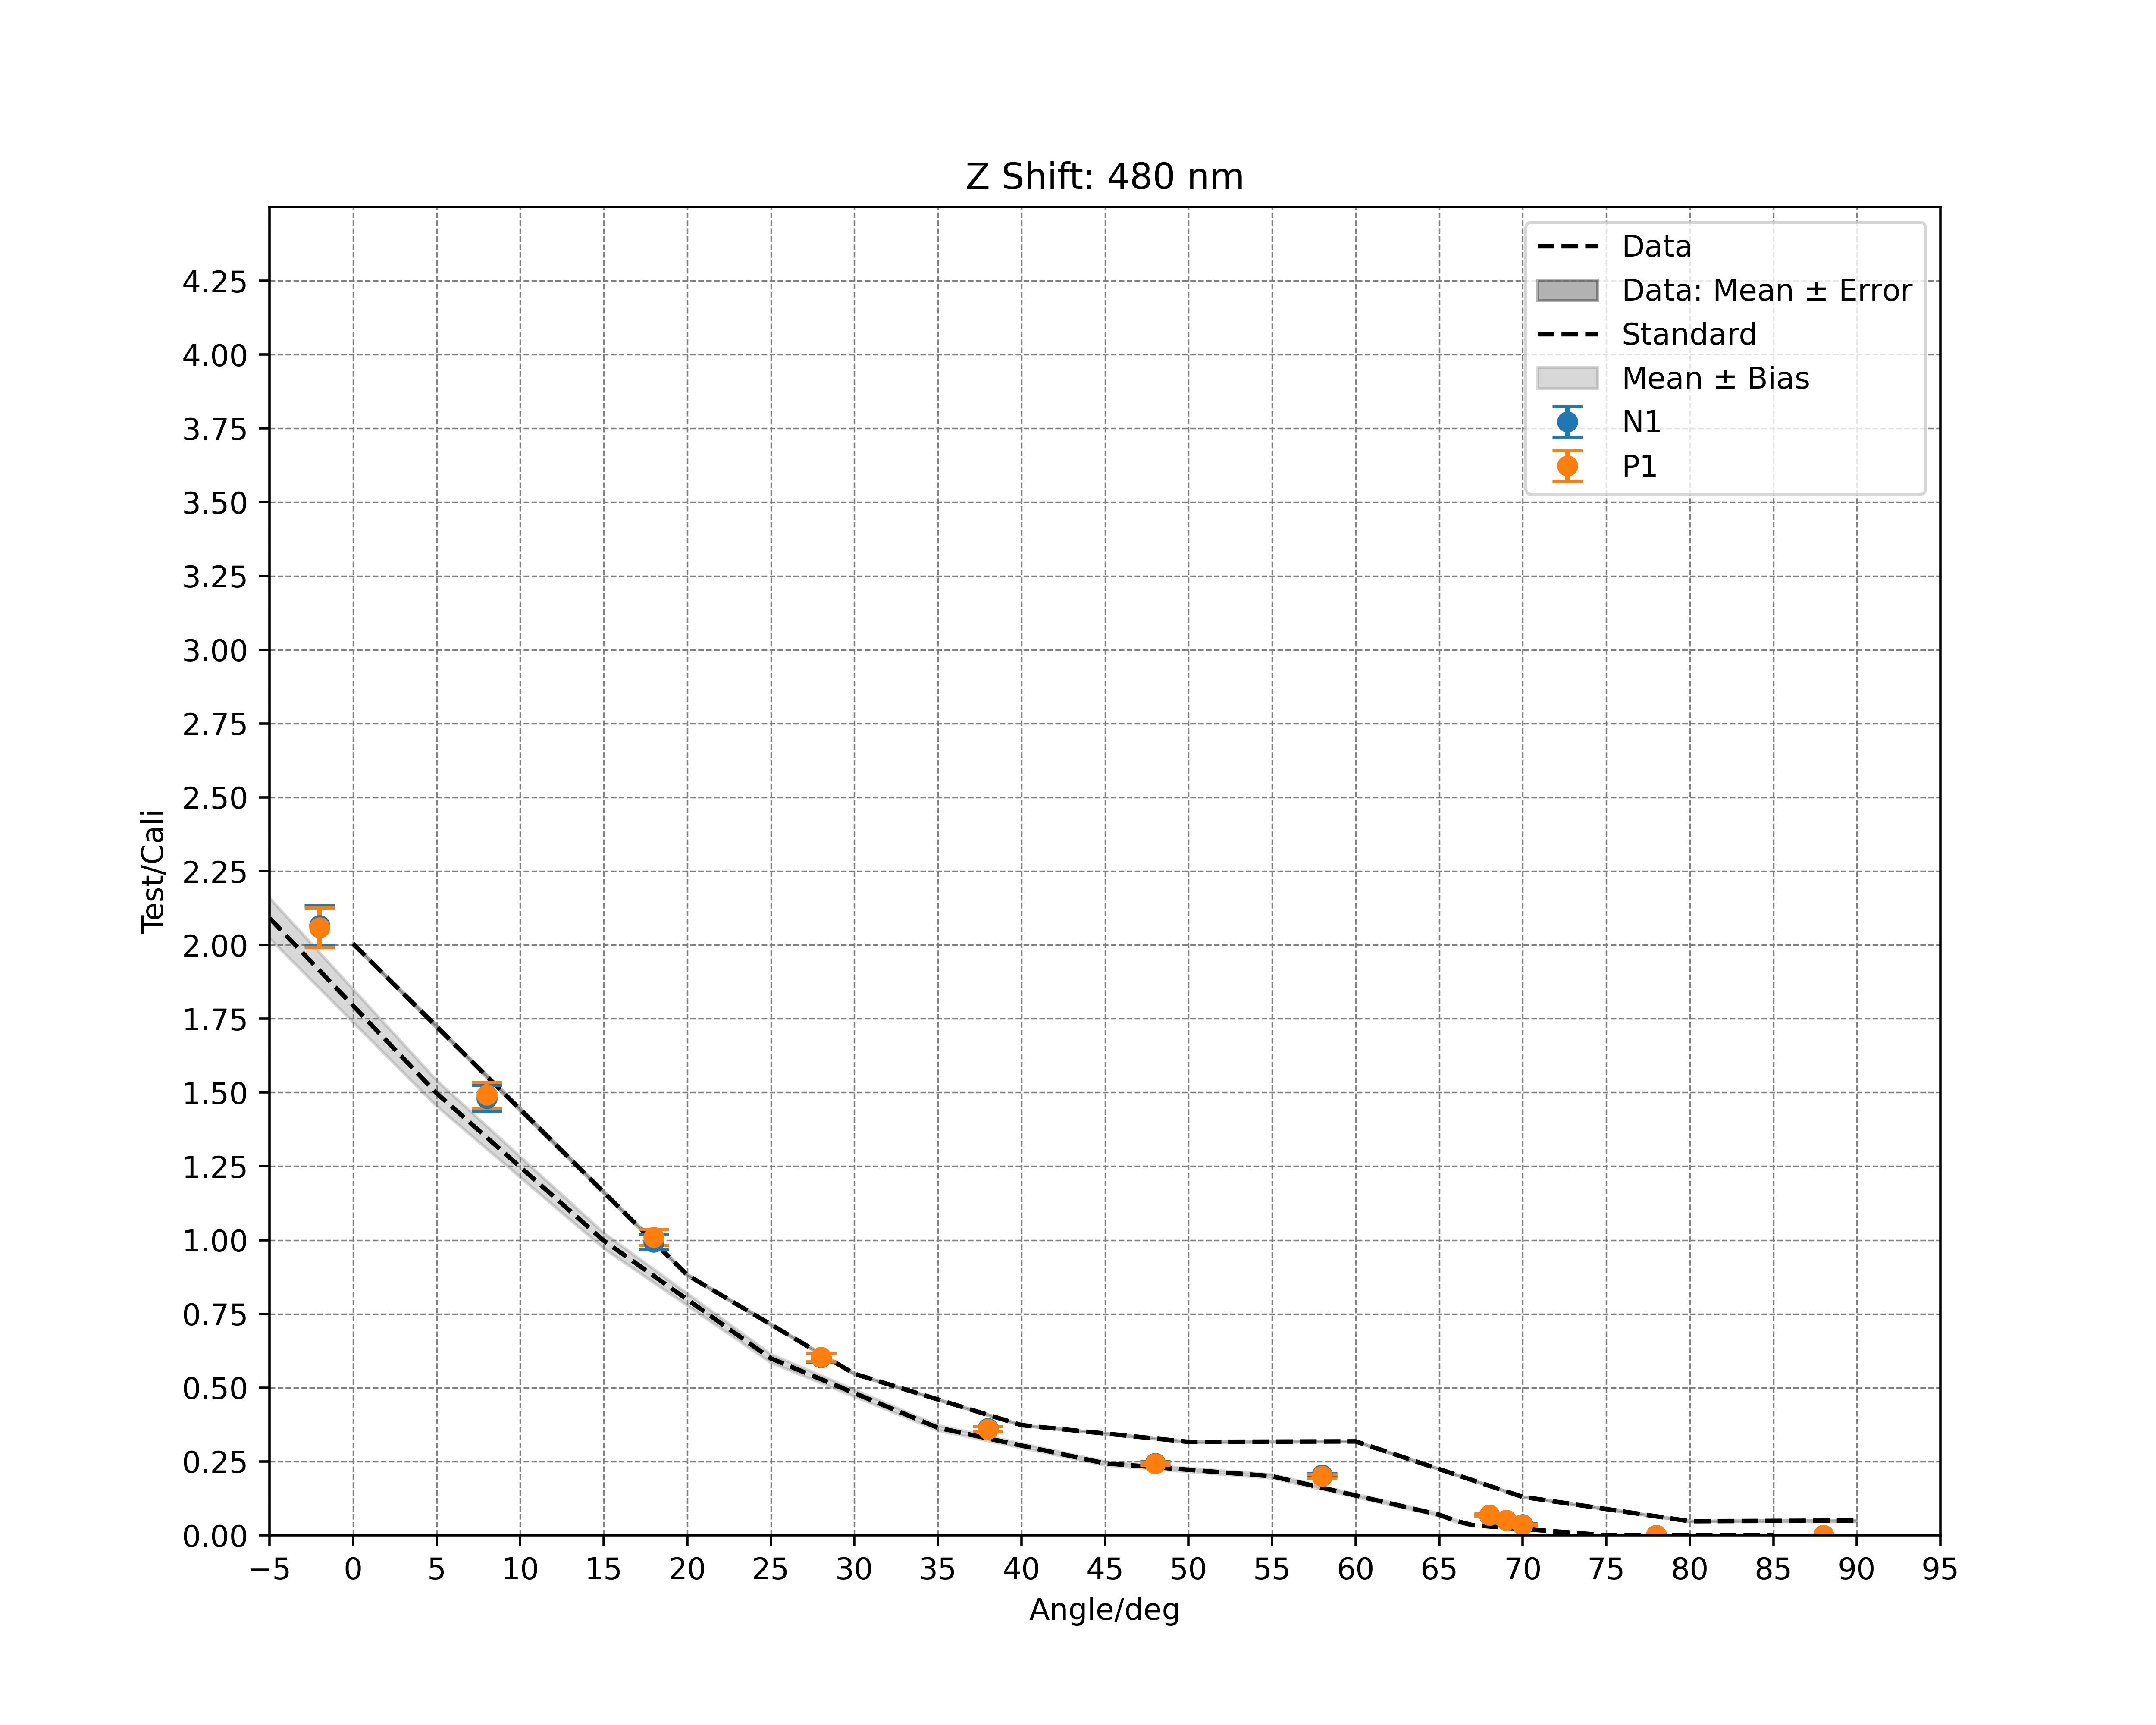 Z Shift: 480 nm
Data
Data: Mean ± Error
Standard
Mean ± Bias
N1
P1
Test/Cali
4.25
4.00
3.75
3.50
3.25
3.00
2.75
2.50
2.25
2.00
1.75
1.50
1.25
1.00
0.75
0.50
0.25
0.00
−5 0 5 10 15 20 25 30 35 40 45 50 55 60 65 70 75 80 85 90 95
Angle/deg